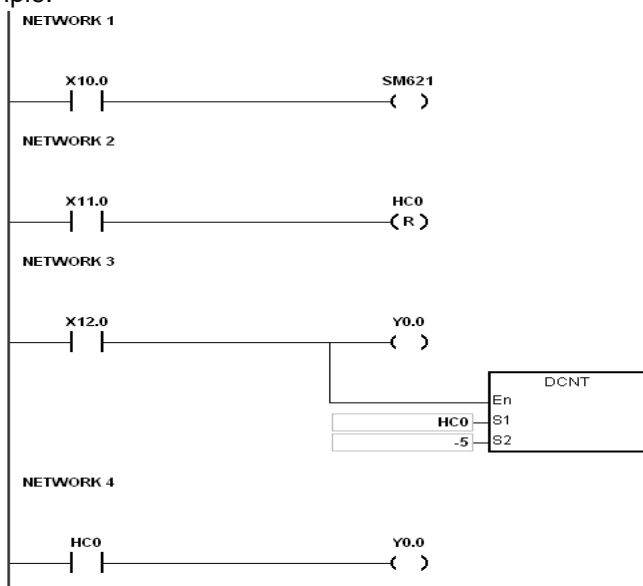 NETWORK 1
X10.0 SM621
NETWORK 2
X11.0 HC0
R
NETWORK 3
X12.0 Y0.0
DCNT
En
HC0 S1
-5 S2
NETWORK 4
HC0 Y0.0